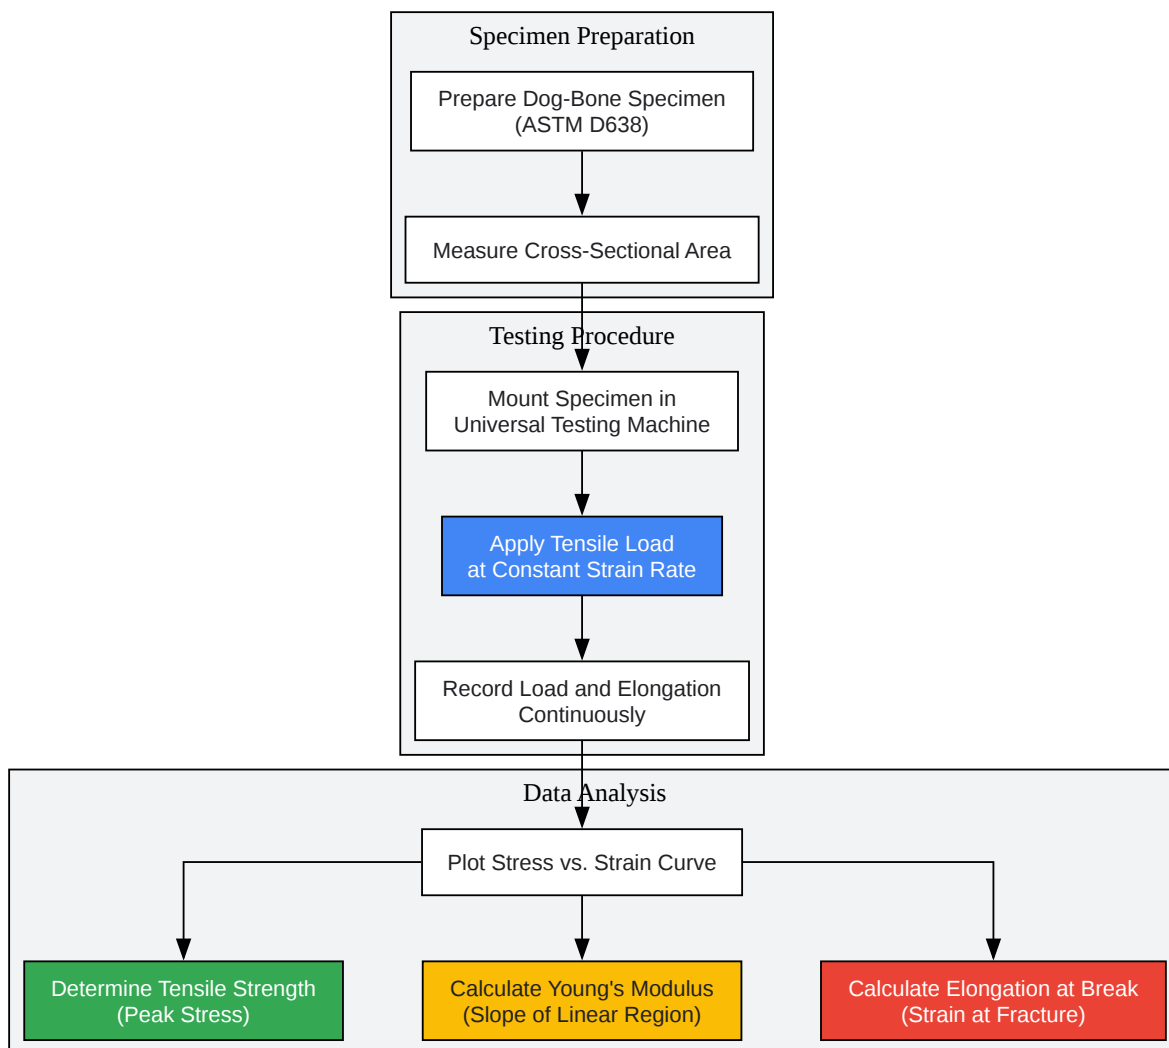 Specimen Preparation
Prepare Dog-Bone Specimen
(ASTM D638)
Measure Cross-Sectional Area
Testing Procedure
Mount Specimen in
Universal Testing Machine
Apply Tensile Load
at Constant Strain Rate
Record Load and Elongation
Continuously
Data Analysis
Plot Stress vs. Strain Curve
Determine Tensile Strength
(Peak Stress)
Calculate Young's Modulus
(Slope of Linear Region)
Calculate Elongation at Break
(Strain at Fracture)